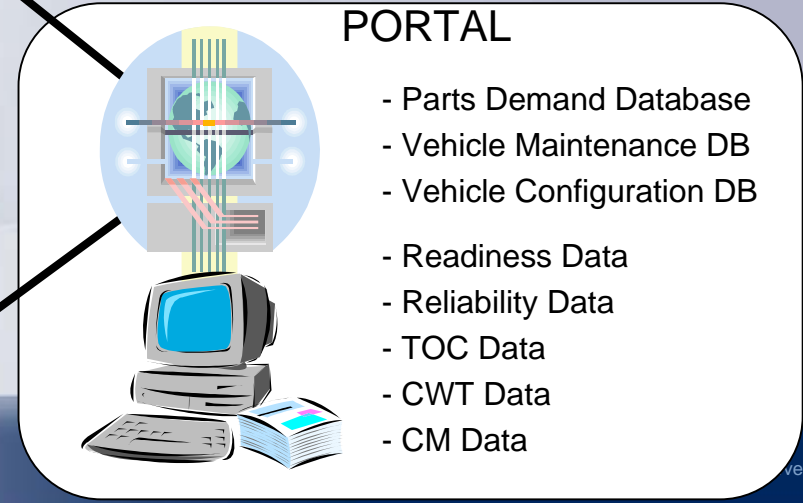 PORTAL
- Parts Demand Database
- Vehicle Maintenance DB
- Vehicle Configuration DB
- Readiness Data
- Reliability Data
- TOC Data
- CWT Data
- CM Data